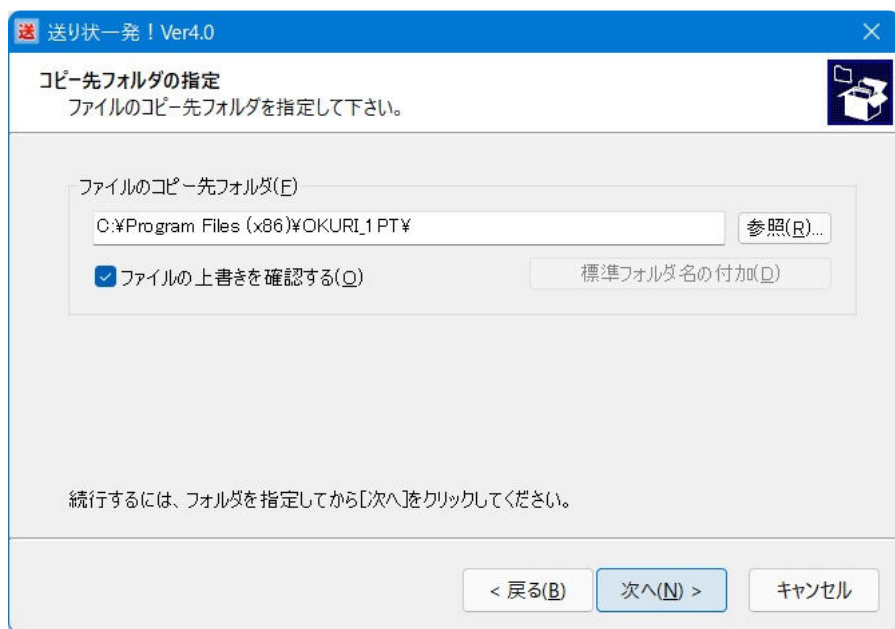 送 送り状一発！Ver4.0
コピー先フォルダの指定
ファイルのコピー先フォルダを指定して下さい。
ファイルのコピー先フォルダ(F)
C:¥Program Files (x86)¥OKURI_1PT¥
参照(R)...
ファイルの上書きを確認する(O)
標準フォルダ名の付加(D)
続行するには、フォルダを指定してから[次へ]をクリックしてください。
< 戻る(B)
次へ(N) >
キャンセル